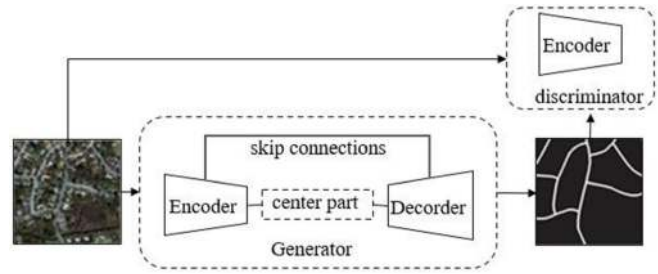 Encoder
discriminator
skip connections
Encoder
center part
Decorder
Generator